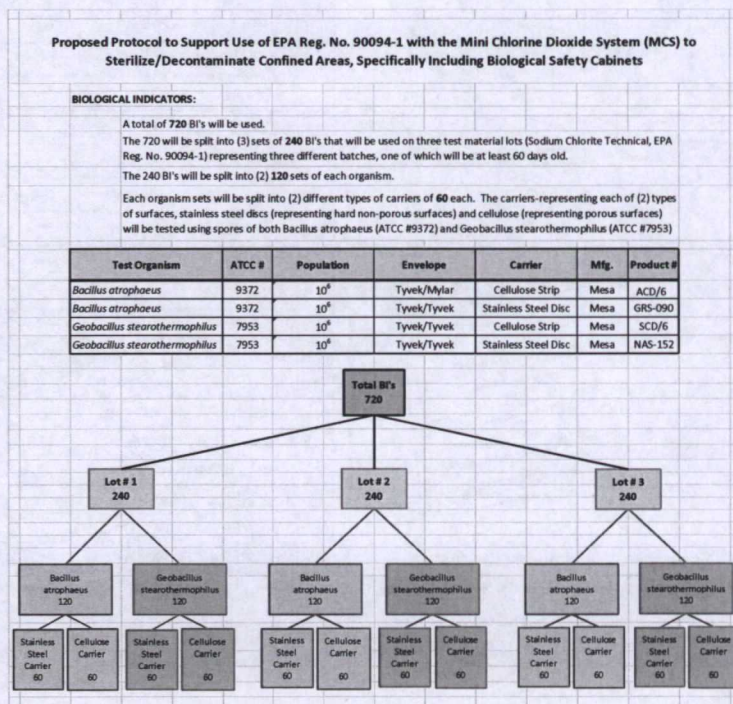 Proposed Protocol to Support Use of EPA Reg. No. 90094-1 with the Mini Chlorine Dioxide System (MCS) to
Sterilize/Decontaminate Confined Areas, Specifically Including Biological Safety Cabinets
BIOLOGICAL INDICATORS:
A total of 720 BI's will be used.
The 720 will be split into (3) sets of 240 BI's that will be used on three test material lots (Sodium Chlorite Technical, EPA
Reg. No. 90094-1) representing three different batches, one of which will be at least 60 days old.
The 240 BI's will be split into (2) 120 sets of each organism.
Each organism sets will be split into (2) different types of carriers of 60 each. The carriers-representing each of (2) types
of surfaces, stainless steel discs (representing hard non-porous surfaces) and cellulose (representing porous surfaces)
will be tested using spores of both Bacillus atrophaeus (ATCC #9372) and Geobacillus stearothermophilus (ATCC #7953)
Test Organism ATCC # Population Envelope Carrier Mfg. Product #
Bacillus atrophaeus 9372 10⁶ Tyvek/Mylar Cellulose Strip Mesa ACD/6
Bacillus atrophaeus 9372 10⁶ Tyvek/Tyvek Stainless Steel Disc Mesa GRS-090
Geobacillus stearothermophilus 7953 10⁶ Tyvek/Tyvek Cellulose Strip Mesa SCD/6
Geobacillus stearothermophilus 7953 10⁶ Tyvek/Tyvek Stainless Steel Disc Mesa NAS-152
Total BI's
720
Lot # 1 Lot # 2 Lot # 3
240 240 240
Bacillus Geobacillus Bacillus Geobacillus Bacillus Geobacillus
atrophaeus stearothermophilus atrophaeus stearothermophilus atrophaeus stearothermophilus
120 120 120 120 120 120
Stainless Cellulose Stainless Cellulose Stainless Cellulose Stainless Cellulose Stainless Cellulose Stainless Cellulose
Steel Carrier Steel Carrier Steel Carrier Steel Carrier Steel Carrier Steel Carrier
Carrier Carrier Carrier Carrier Carrier Carrier
60 60 60 60 60 60 60 60 60 60 60 60